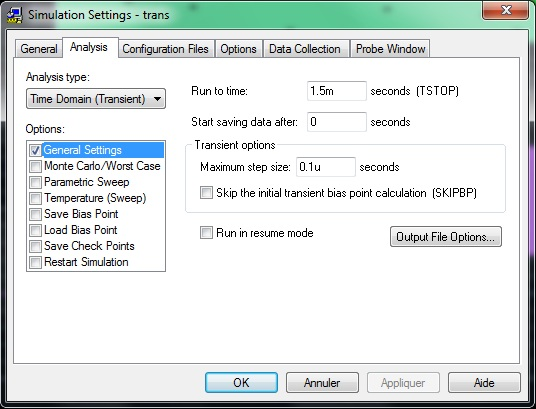 Simulation Settings - trans
General Analysis Configuration Files Options Data Collection Probe Window
Analysis type:
Time Domain (Transient)
Options:
General Settings
Monte Carlo/Worst Case
Parametric Sweep
Temperature (Sweep)
Save Bias Point
Load Bias Point
Save Check Points
Restart Simulation
Run to time: 1.5m seconds (TSTOP)
Start saving data after: 0 seconds
Transient options
Maximum step size: 0.1u seconds
Skip the initial transient bias point calculation (SKIPBP)
Run in resume mode
Output File Options...
OK Annuler Appliquer Aide